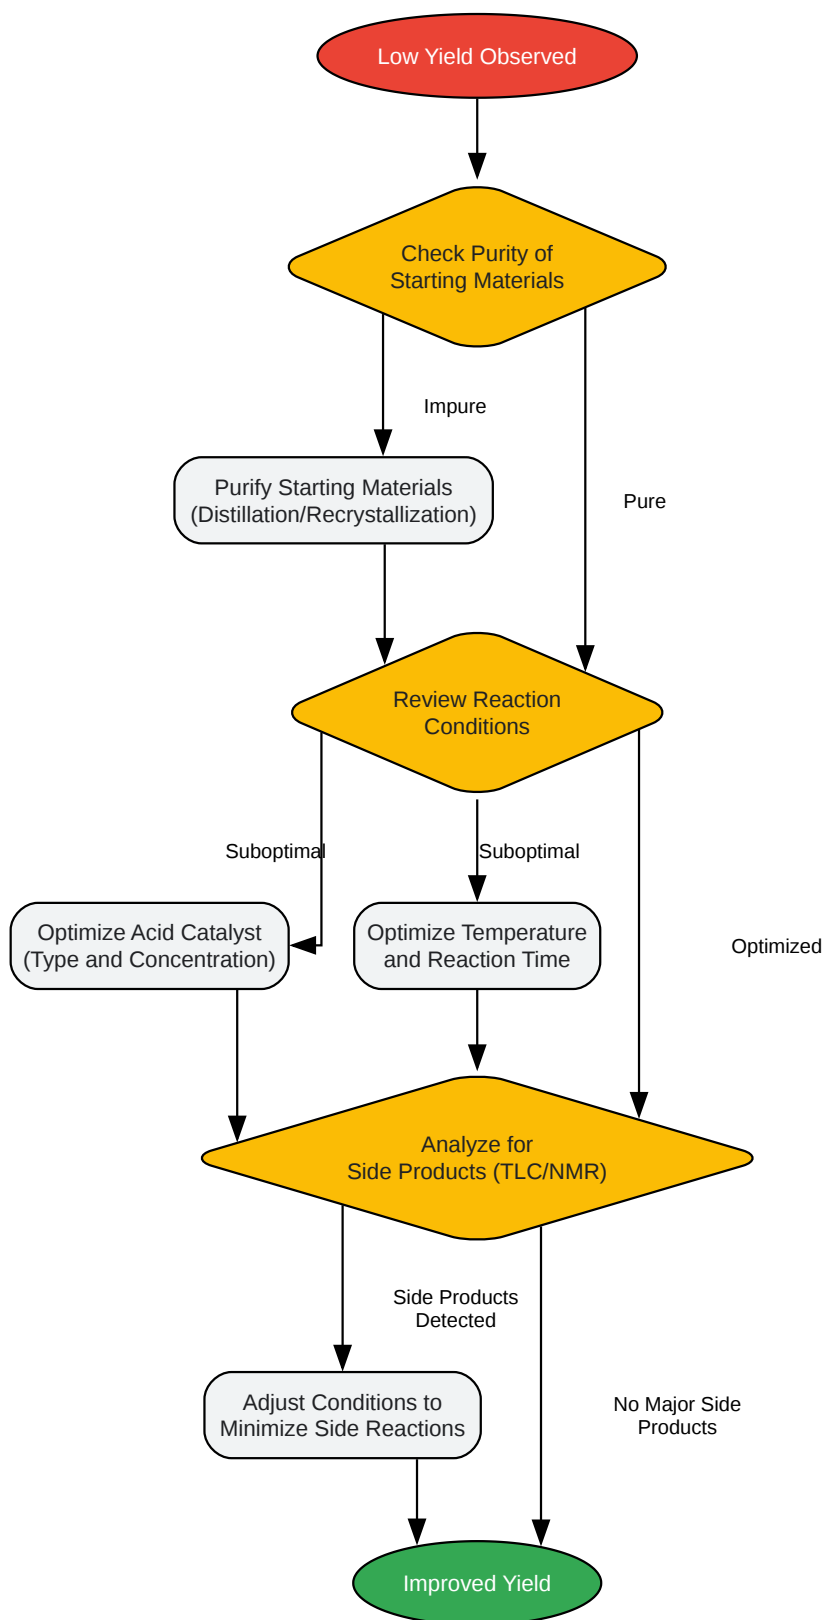 Low Yield Observed
Check Purity of
Starting Materials
Impure
Purify Starting Materials
(Distillation/Recrystallization)
Pure
Review Reaction
Conditions
Suboptimal
Suboptimal
Optimize Acid Catalyst
(Type and Concentration)
Optimize Temperature
and Reaction Time
Optimized
Analyze for
Side Products (TLC/NMR)
Side Products
Detected
Adjust Conditions to
Minimize Side Reactions
No Major Side
Products
Improved Yield